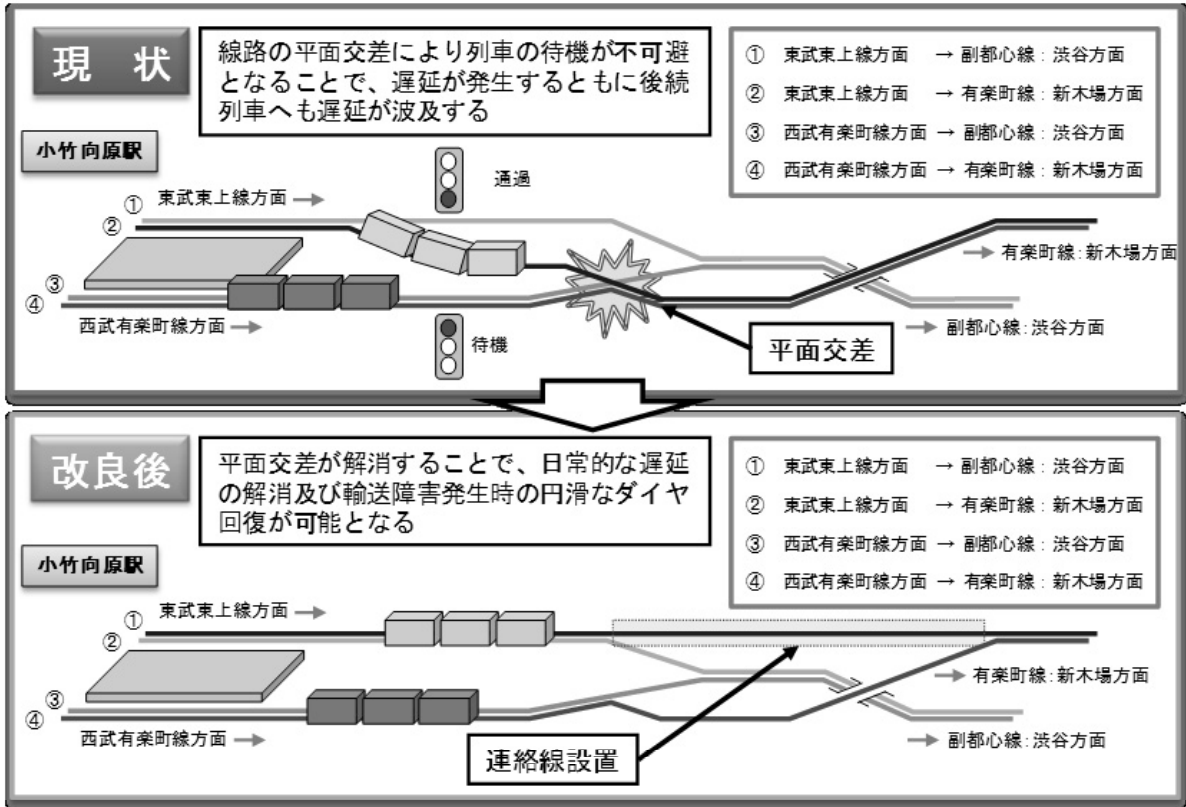 現　状
線路の平面交差により列車の待機が不可避
となることで、遅延が発生するともに後続
列車へも遅延が波及する
① 東武東上線方面 → 副都心線：渋谷方面
② 東武東上線方面 → 有楽町線：新木場方面
③ 西武有楽町線方面 → 副都心線：渋谷方面
④ 西武有楽町線方面 → 有楽町線：新木場方面
小竹向原駅
通過
① 東武東上線方面 →
②
→ 有楽町線：新木場方面
③
④
西武有楽町線方面 →
待機
→ 副都心線：渋谷方面
平面交差
改良後
平面交差が解消することで、日常的な遅延
の解消及び輸送障害発生時の円滑なダイヤ
回復が可能となる
① 東武東上線方面 → 副都心線：渋谷方面
② 東武東上線方面 → 有楽町線：新木場方面
③ 西武有楽町線方面 → 副都心線：渋谷方面
④ 西武有楽町線方面 → 有楽町線：新木場方面
小竹向原駅
① 東武東上線方面 →
②
→ 有楽町線：新木場方面
③
④
西武有楽町線方面 →
→ 副都心線：渋谷方面
連絡線設置